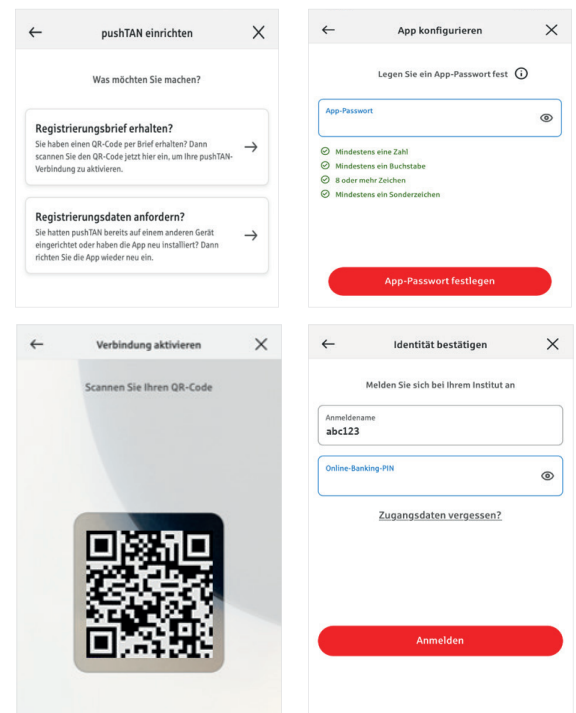 pushTAN einrichten
Was möchten Sie machen?
Registrierungsbrief erhalten?
Sie haben einen QR-Code per Brief erhalten? Dann
scannen Sie den QR-Code jetzt hier ein, um Ihre pushTAN-
Verbindung zu aktivieren.
Registrierungsdaten anfordern?
Sie hatten pushTAN bereits auf einem anderen Gerät
eingerichtet oder haben die App neu installiert? Dann
richten Sie die App wieder neu ein.
App konfigurieren
Legen Sie ein App-Passwort fest
App-Passwort
Mindestens eine Zahl
Mindestens ein Buchstabe
8 oder mehr Zeichen
Mindestens ein Sonderzeichen
App-Passwort festlegen
Verbindung aktivieren
Scannen Sie Ihren QR-Code
Identität bestätigen
Melden Sie sich bei Ihrem Institut an
Anmeldename
abc123
Online-Banking-PIN
Zugangsdaten vergessen?
Anmelden